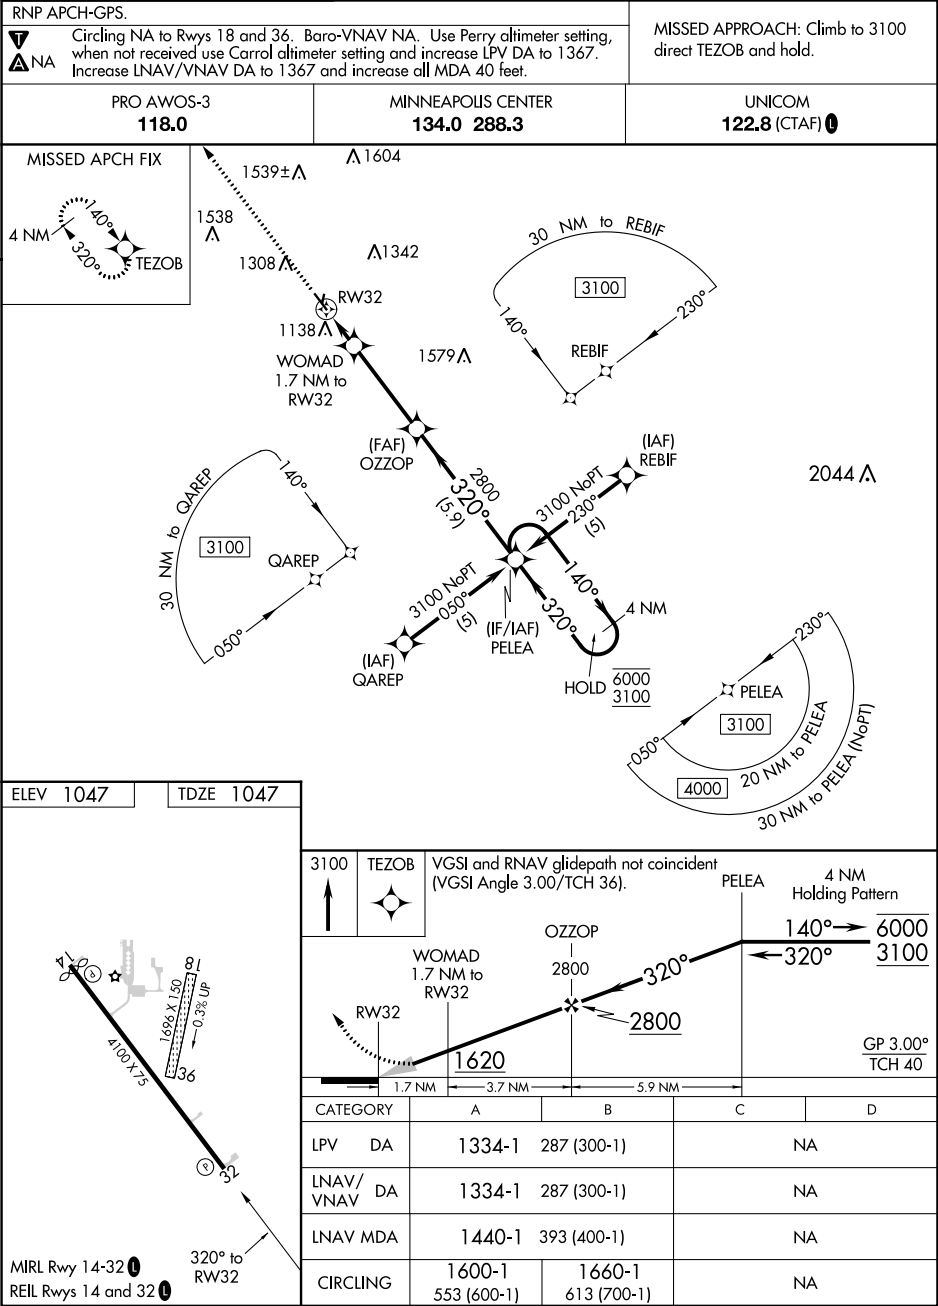 RNP APCH-GPS.
T
A NA
Circling NA to Rwys 18 and 36. Baro-VNAV NA. Use Perry altimeter setting,
when not received use Carrol altimeter setting and increase LPV DA to 1367.
Increase LNAV/VNAV DA to 1367 and increase all MDA 40 feet.
MISSED APPROACH: Climb to 3100
direct TEZOB and hold.
PRO AWOS-3
118.0
MINNEAPOLIS CENTER
134.0 288.3
UNICOM
122.8 (CTAF) L
MISSED APCH FIX
4 NM
140°
320°
TEZOB
1604
1539±
1538
1308
1342
RW32
1138
WOMAD
1.7 NM to
RW32
1579
30 NM to REBIF
3100
140°
230°
REBIF
(FAF)
OZZOP
2800
320°
(5.9)
(IAF)
REBIF
3100 NoPT
230°
(5)
2044
30 NM to QAREP
140°
3100
QAREP
050°
3100 NoPT
050°
(5)
(IAF)
QAREP
(IF/IAF)
PELEA
140°
320°
4 NM
HOLD
6000
3100
230°
PELEA
050°
3100
4000
20 NM to PELEA
30 NM to PELEA (NoPT)
ELEV 1047
TDZE 1047
14
P
18
1696 X 150
0.3% UP
36
4100 X 75
P
32
320° to
RW32
MIRL Rwy 14-32 L
REIL Rwys 14 and 32 L
3100
TEZOB
VGSI and RNAV glidepath not coincident
(VGSI Angle 3.00/TCH 36).
PELEA
4 NM
Holding Pattern
140°
320°
6000
3100
OZZOP
2800
320°
2800
WOMAD
1.7 NM to
RW32
RW32
1620
GP 3.00°
TCH 40
1.7 NM
3.7 NM
5.9 NM
CATEGORY A B C D
LPV DA 1334-1 287 (300-1) NA
LNAV/
VNAV DA 1334-1 287 (300-1) NA
LNAV MDA 1440-1 393 (400-1) NA
CIRCLING 1600-1 1660-1 NA
553 (600-1) 613 (700-1)